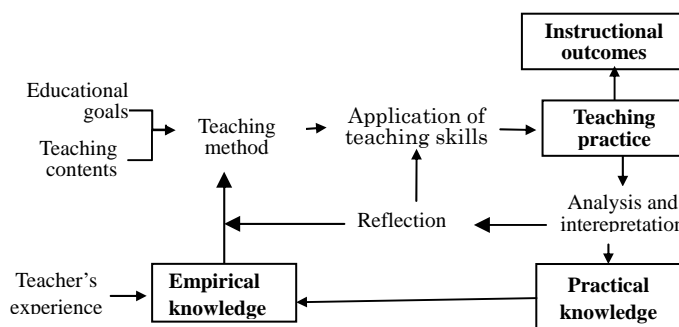 Instructional
outcomes
Educational
goals
Teaching
contents
Teaching
method
Application of
teaching skills
Teaching
practice
Analysis and
interepretation
Reflection
Teacher's
experience
Empirical
knowledge
Practical
knowledge